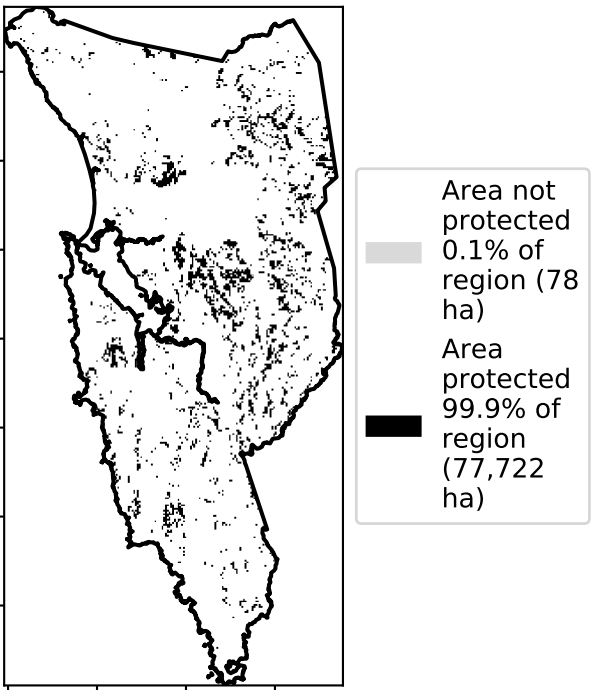 Area not
protected
0.1% of
region (78
ha)
Area
protected
99.9% of
region
(77,722
ha)